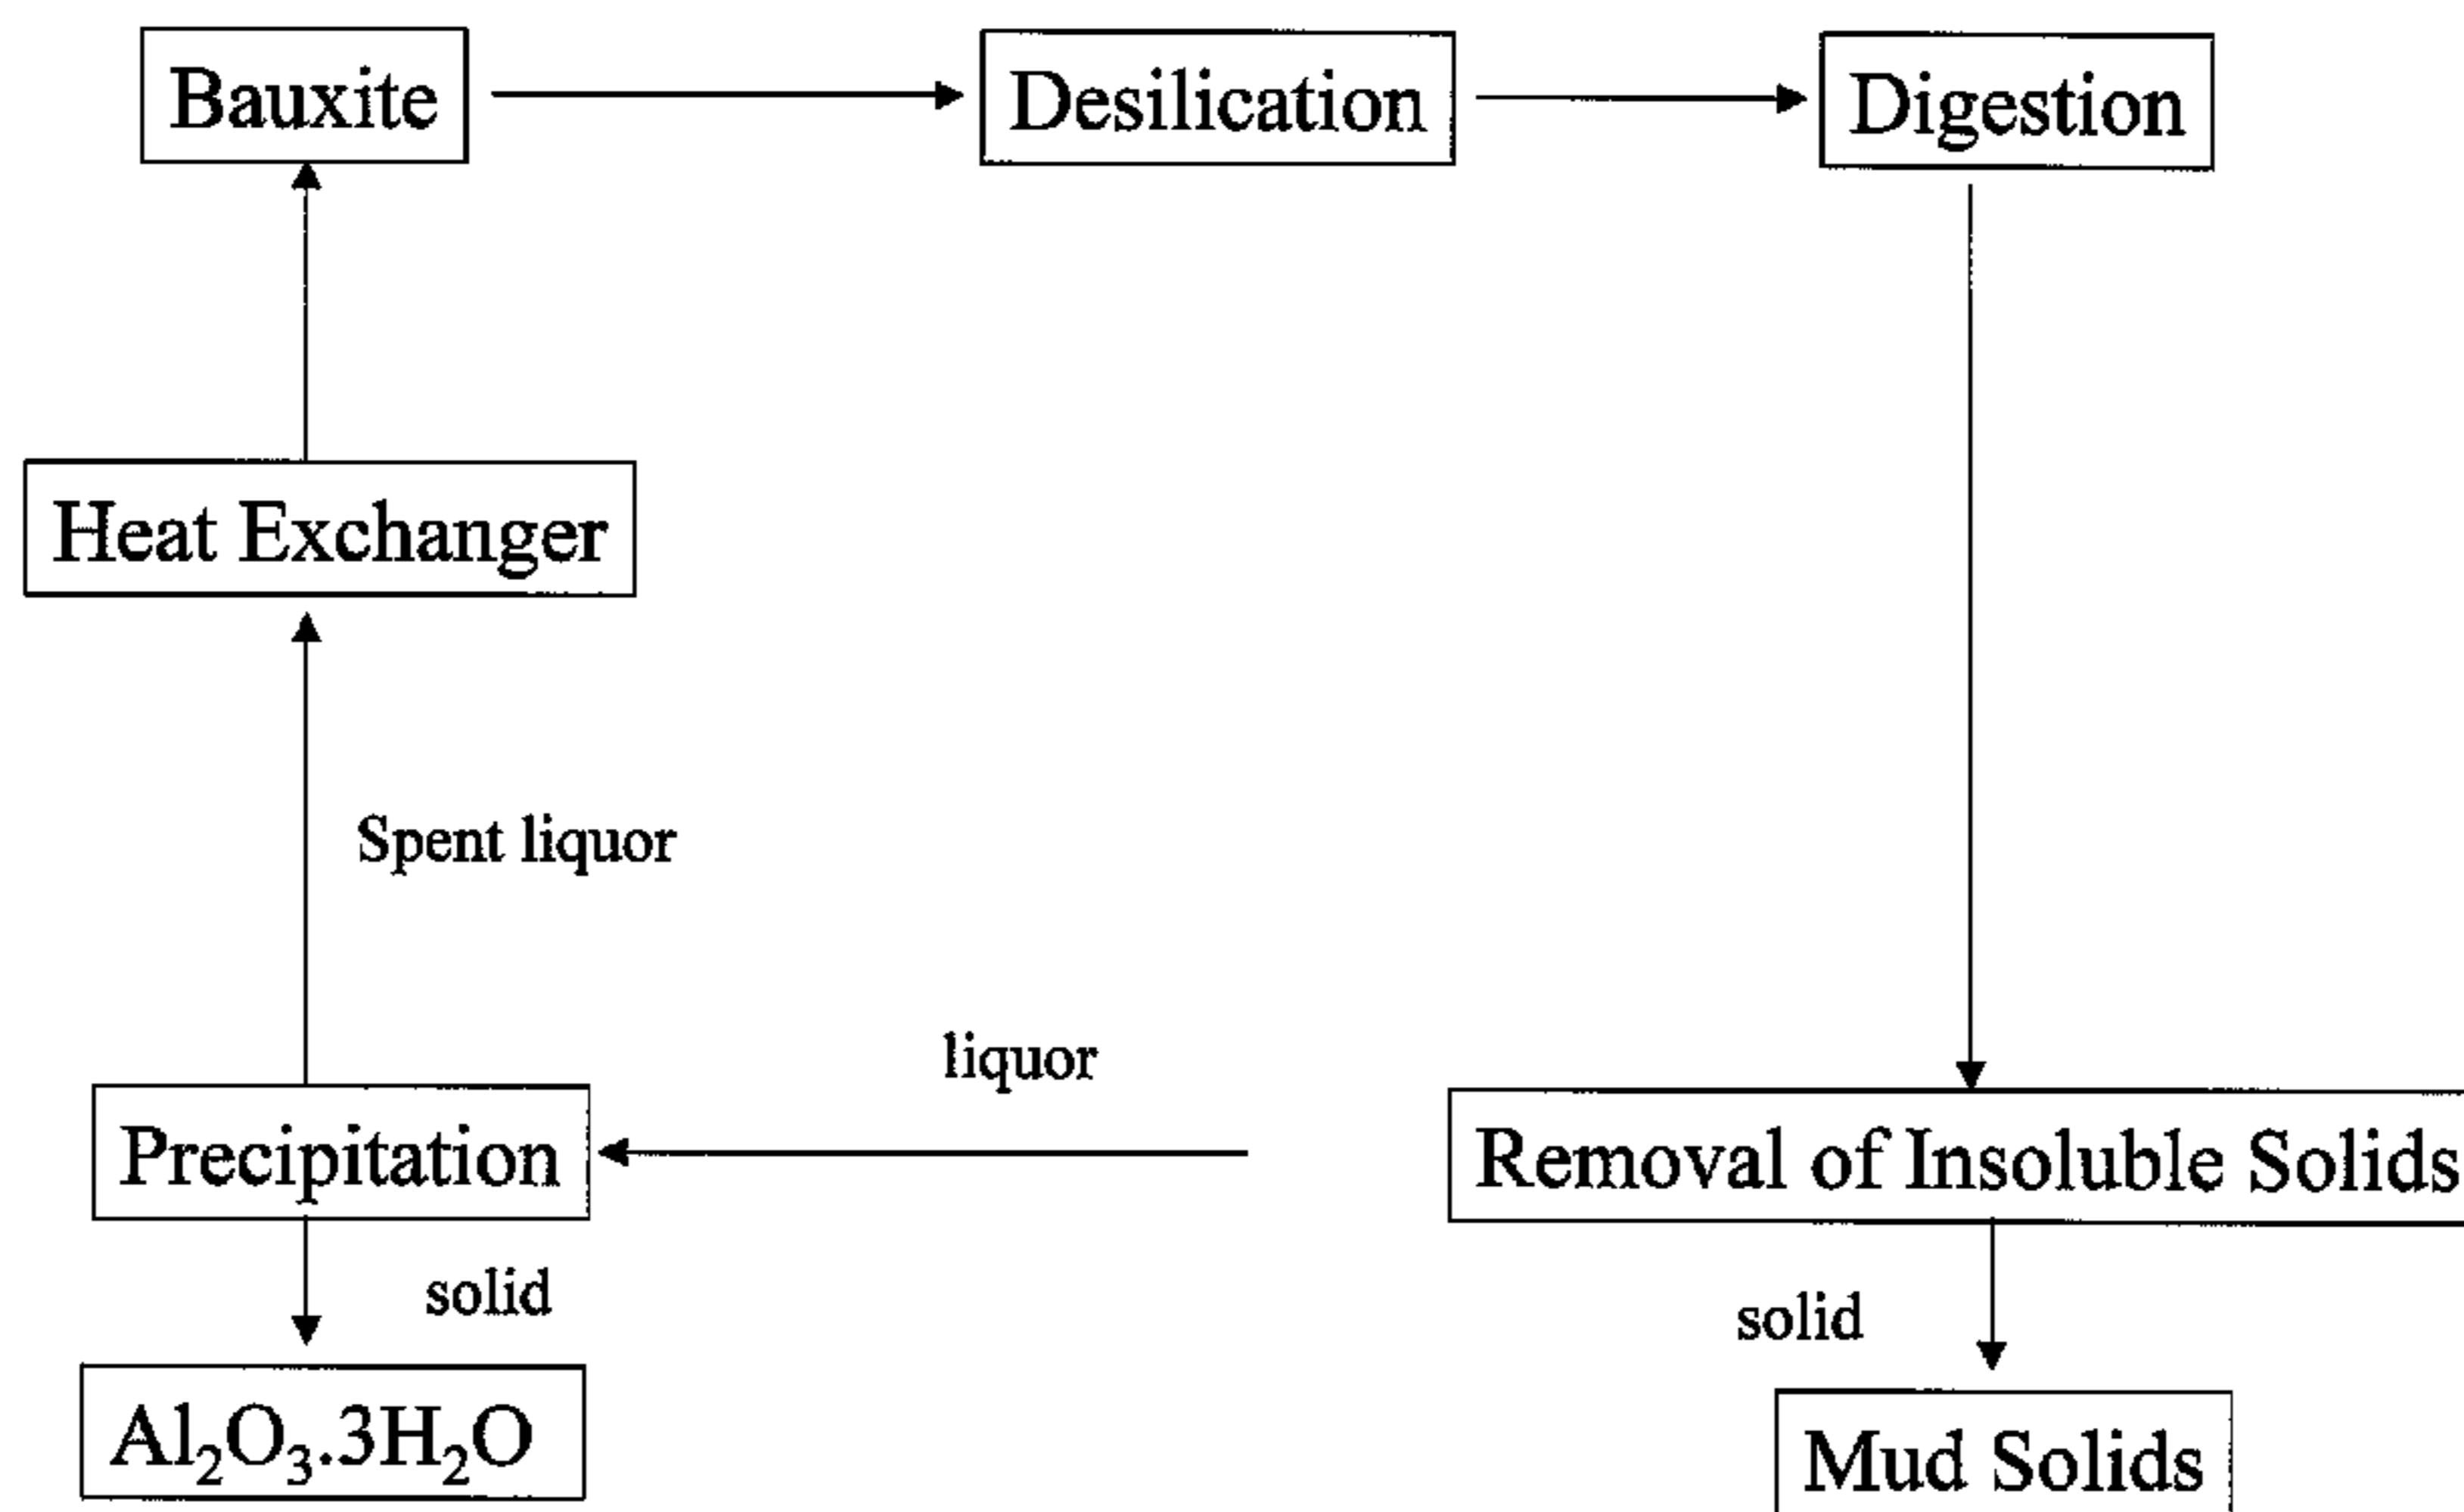 Bauxite
Desilication
Digestion
Heat Exchanger
Spent liquor
liquor
Precipitation
Removal of Insoluble Solids
solid
solid
Al₂O₃.3H₂O
Mud Solids